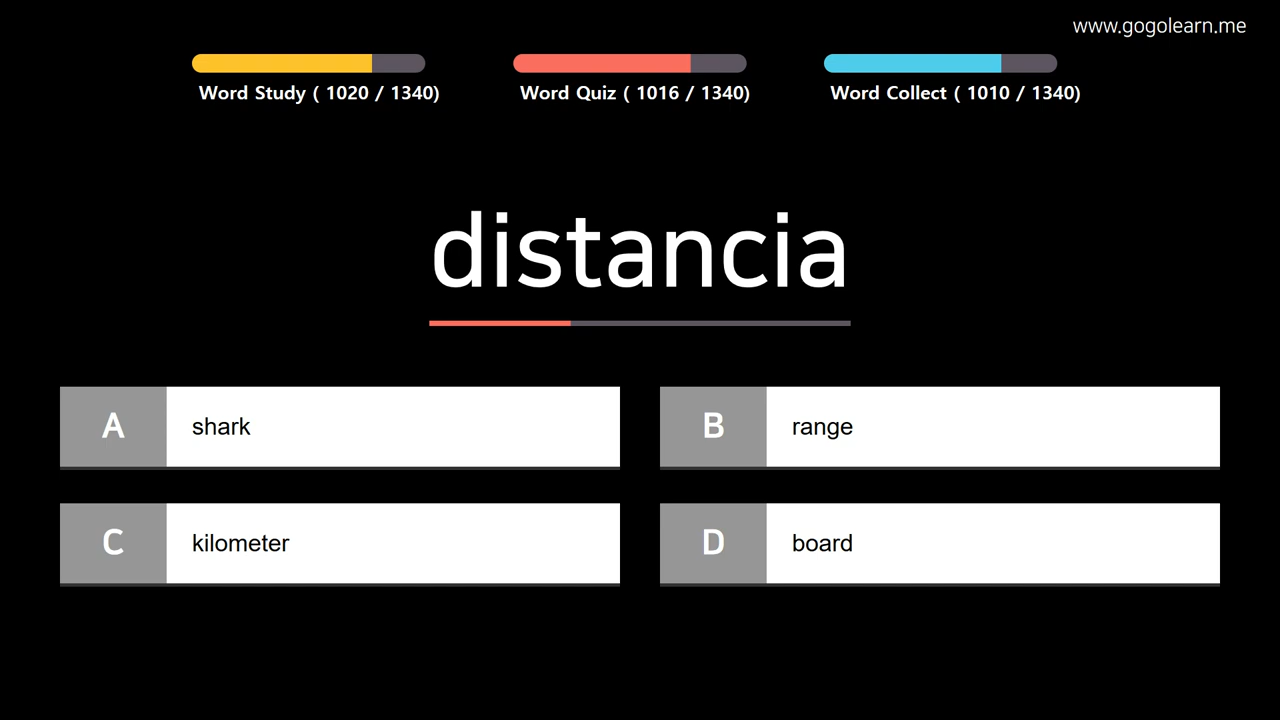 www.gogolearn.me
Word Study ( 1020 / 1340)
Word Quiz ( 1016 / 1340)
Word Collect ( 1010 / 1340)
distancia
A shark
B range
C kilometer
D board